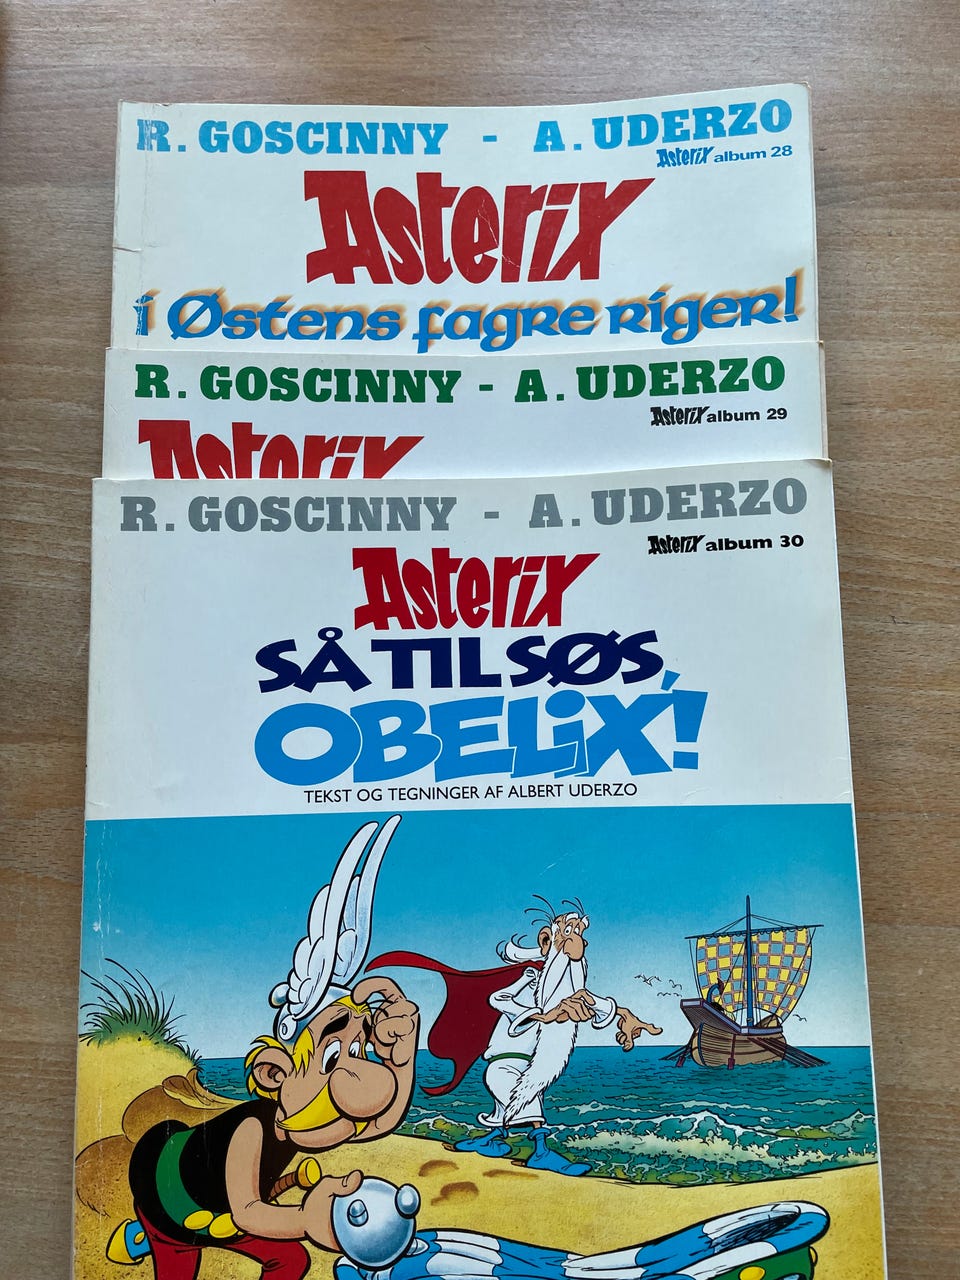 R. GOSCINNY - A. UDERZO
Asterix album 28
Asterix
i Østens fagre riger!
R. GOSCINNY - A. UDERZO
Asterix album 29
Asterix
R. GOSCINNY - A. UDERZO
Asterix album 30
Asterix
SÅ TIL SØS,
OBELiX!
TEKST OG TEGNINGER AF ALBERT UDERZO